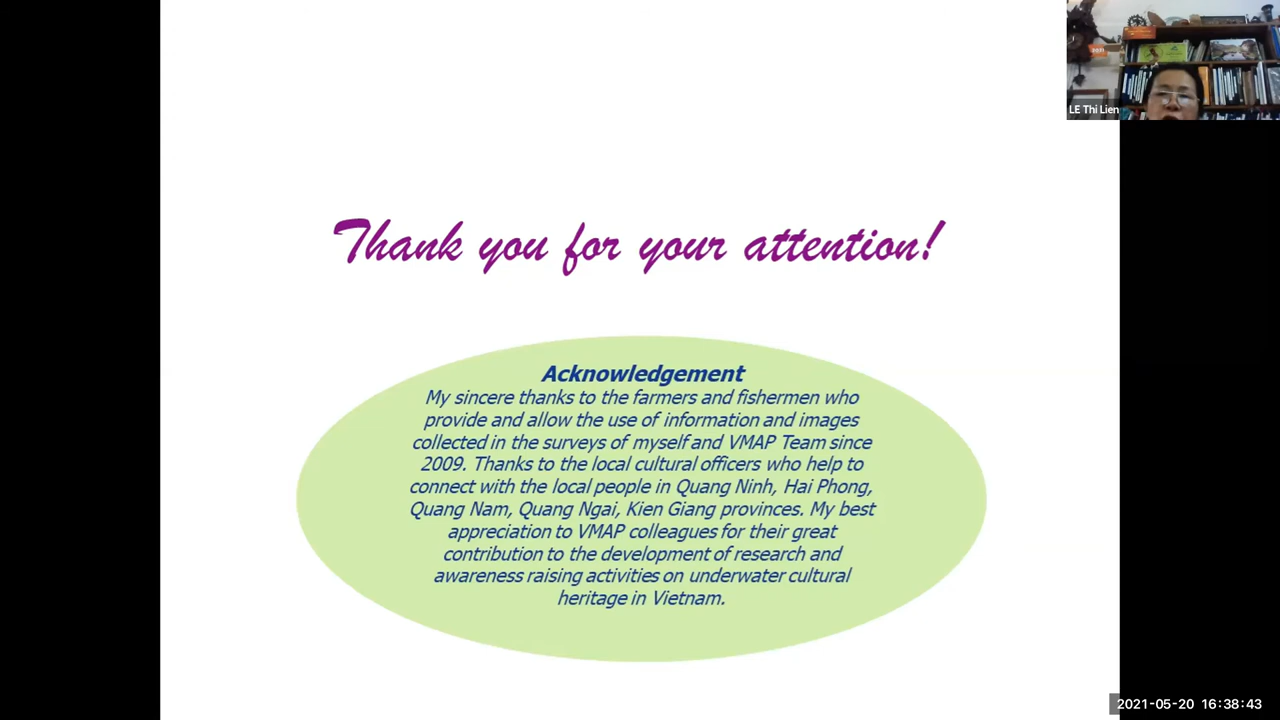 LE Thi Lien
Thank you for your attention!
Acknowledgement
My sincere thanks to the farmers and fishermen who
provide and allow the use of information and images
collected in the surveys of myself and VMAP Team since
2009. Thanks to the local cultural officers who help to
connect with the local people in Quang Ninh, Hai Phong,
Quang Nam, Quang Ngai, Kien Giang provinces. My best
appreciation to VMAP colleagues for their great
contribution to the development of research and
awareness raising activities on underwater cultural
heritage in Vietnam.
2021-05-20 16:38:43